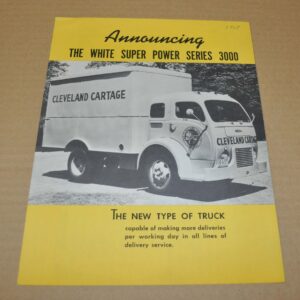 Announcing
THE WHITE SUPER POWER SERIES 3000
CLEVELAND CARTAGE
CLEVELAND CARTAGE
THE NEW TYPE OF TRUCK
capable of making more deliveries
per working day in all lines of
delivery service.